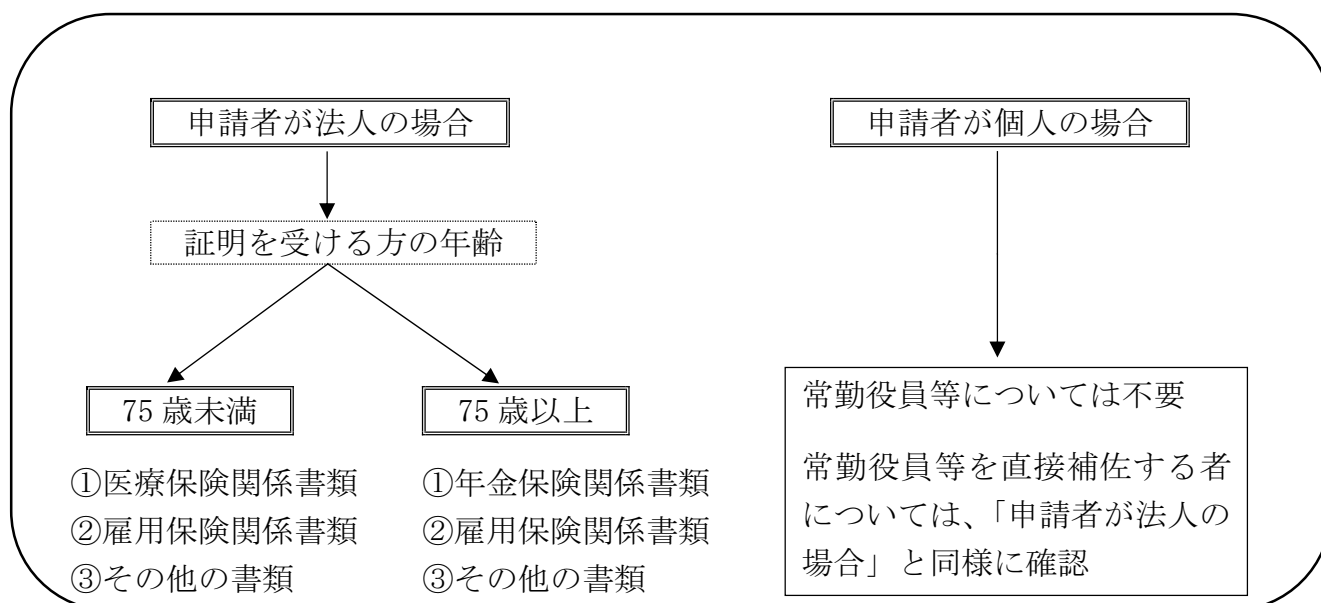 申請者が法人の場合
証明を受ける方の年齢
75 歳未満
①医療保険関係書類
②雇用保険関係書類
③その他の書類
75 歳以上
①年金保険関係書類
②雇用保険関係書類
③その他の書類
申請者が個人の場合
常勤役員等については不要
常勤役員等を直接補佐する者
については、「申請者が法人の
場合」と同様に確認